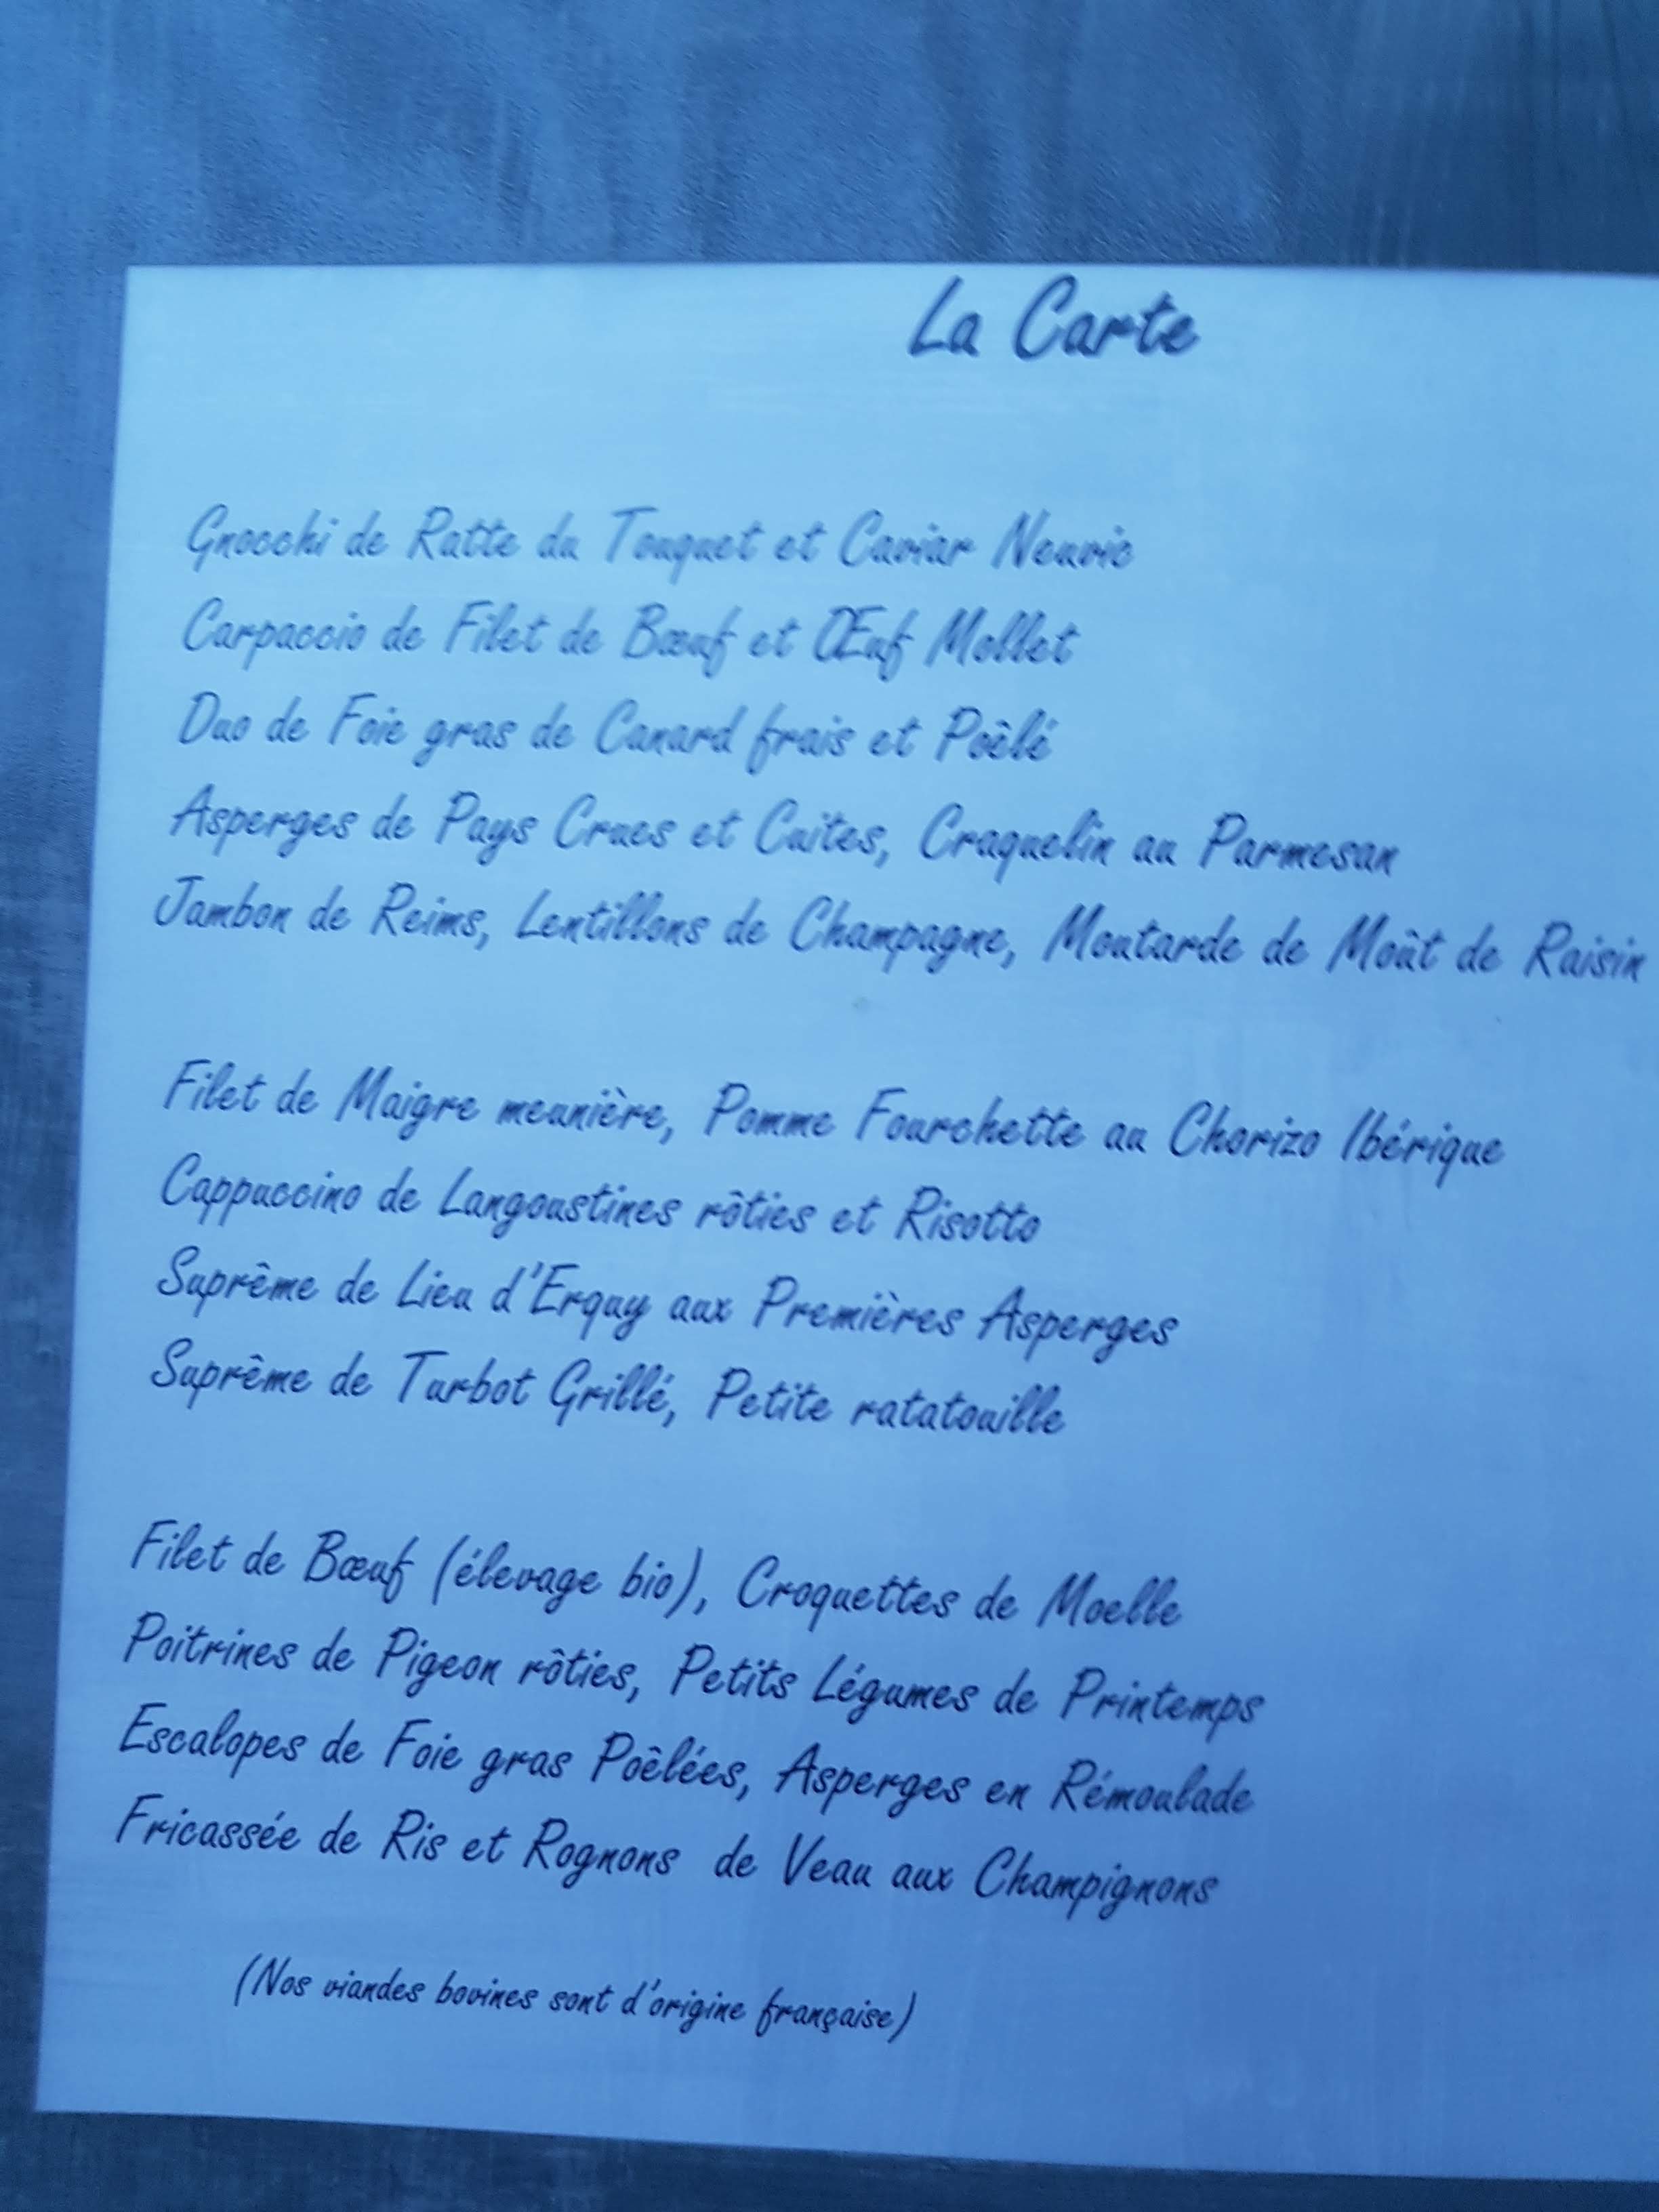 La Carte
Gnocchi de Ratte du Touquet et Caviar Neuvic
Carpaccio de Filet de Bœuf et Œuf Mollet
Duo de Foie gras de Canard frais et Poêlé
Asperges de Pays Crues et Cuites, Craquelin au Parmesan
Jambon de Reims, Lentillons de Champagne, Moutarde de Moût de Raisin
Filet de Maigre meunière, Pomme Fourchette au Chorizo Ibérique
Cappuccino de Langoustines rôties et Risotto
Suprême de Lieu d'Erquy aux Premières Asperges
Suprême de Turbot Grillé, Petite ratatouille
Filet de Bœuf (élevage bio), Croquettes de Moelle
Poitrines de Pigeon rôties, Petits Légumes de Printemps
Escalopes de Foie gras Poêlées, Asperges en Rémoulade
Fricassée de Ris et Rognons de Veau aux Champignons
(Nos viandes bovines sont d'origine française)